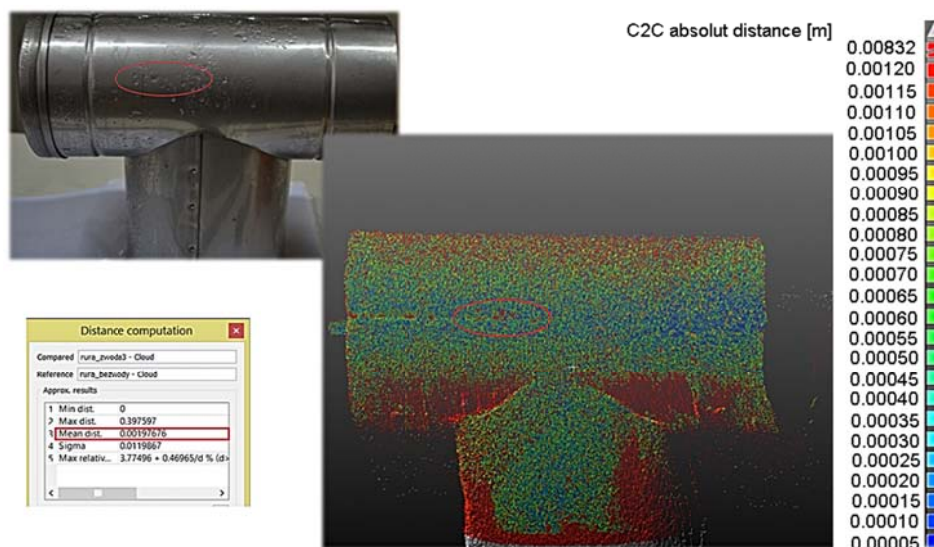 C2C absolut distance [m]
0.00832
0.00120
0.00115
0.00110
0.00105
0.00100
0.00095
0.00090
0.00085
0.00080
0.00075
0.00070
0.00065
0.00060
0.00055
0.00050
0.00045
0.00040
0.00035
0.00030
0.00025
0.00020
0.00015
0.00010
0.00005
Distance computation
Compared rura_zwoda3 - Cloud
Reference rura_bezwody - Cloud
Approx. results
1 Min dist. 0
2 Max dist. 0.397597
3 Mean dist. 0.00197676
4 Sigma 0.0119867
5 Max relativ... 3.77496 + 0.46965/d % (d>